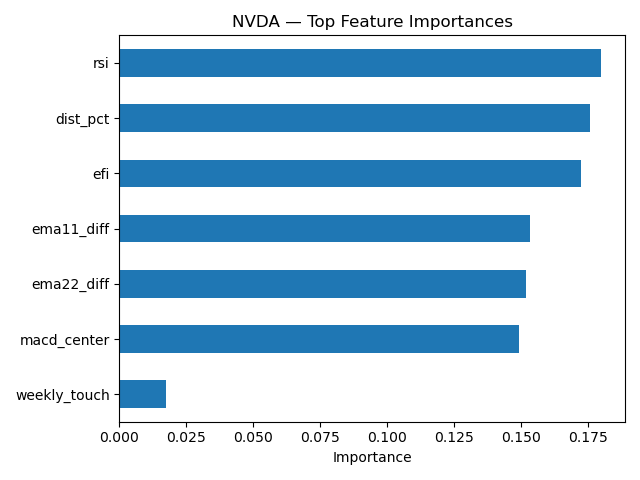 NVDA — Top Feature Importances
rsi
dist_pct
efi
ema11_diff
ema22_diff
macd_center
weekly_touch
0.000 0.025 0.050 0.075 0.100 0.125 0.150 0.175
Importance